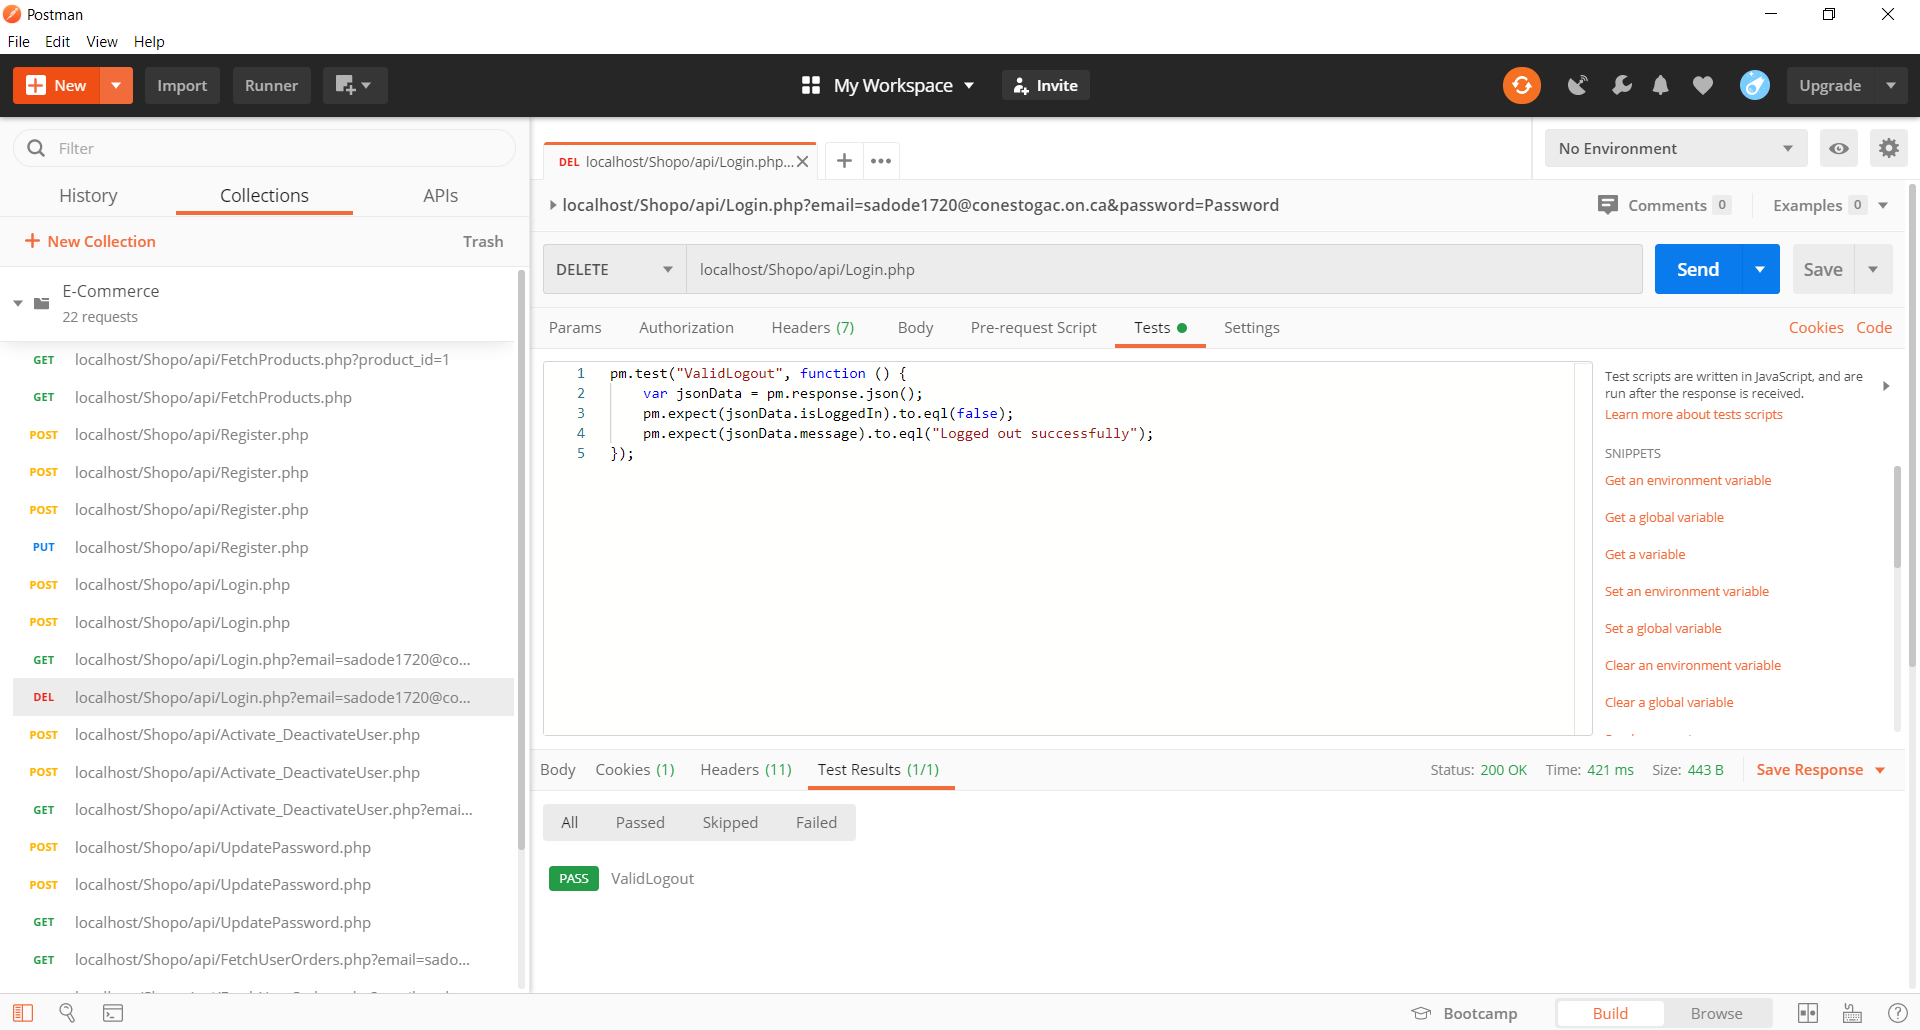 Postman
File Edit View Help
New Import Runner My Workspace Invite Upgrade
Filter
History Collections APIs
New Collection Trash
E-Commerce
22 requests
GET localhost/Shopo/api/FetchProducts.php?product_id=1
GET localhost/Shopo/api/FetchProducts.php
POST localhost/Shopo/api/Register.php
POST localhost/Shopo/api/Register.php
POST localhost/Shopo/api/Register.php
PUT localhost/Shopo/api/Register.php
POST localhost/Shopo/api/Login.php
POST localhost/Shopo/api/Login.php
GET localhost/Shopo/api/Login.php?email=sadode1720@co...
DEL localhost/Shopo/api/Login.php?email=sadode1720@co...
POST localhost/Shopo/api/Activate_DeactivateUser.php
POST localhost/Shopo/api/Activate_DeactivateUser.php
GET localhost/Shopo/api/Activate_DeactivateUser.php?emai...
POST localhost/Shopo/api/UpdatePassword.php
POST localhost/Shopo/api/UpdatePassword.php
GET localhost/Shopo/api/UpdatePassword.php
GET localhost/Shopo/api/FetchUserOrders.php?email=sado...
DEL localhost/Shopo/api/Login.php...
No Environment
localhost/Shopo/api/Login.php?email=sadode1720@conestogac.on.ca&password=Password
Comments 0 Examples 0
DELETE localhost/Shopo/api/Login.php Send Save
Params Authorization Headers (7) Body Pre-request Script Tests Settings Cookies Code
1 pm.test("ValidLogout", function () {
2 var jsonData = pm.response.json();
3 pm.expect(jsonData.isLoggedIn).to.eql(false);
4 pm.expect(jsonData.message).to.eql("Logged out successfully");
5 });
Test scripts are written in JavaScript, and are
run after the response is received.
Learn more about tests scripts
SNIPPETS
Get an environment variable
Get a global variable
Get a variable
Set an environment variable
Set a global variable
Clear an environment variable
Clear a global variable
Body Cookies (1) Headers (11) Test Results (1/1) Status: 200 OK Time: 421 ms Size: 443 B Save Response
All Passed Skipped Failed
PASS ValidLogout
Bootcamp Build Browse